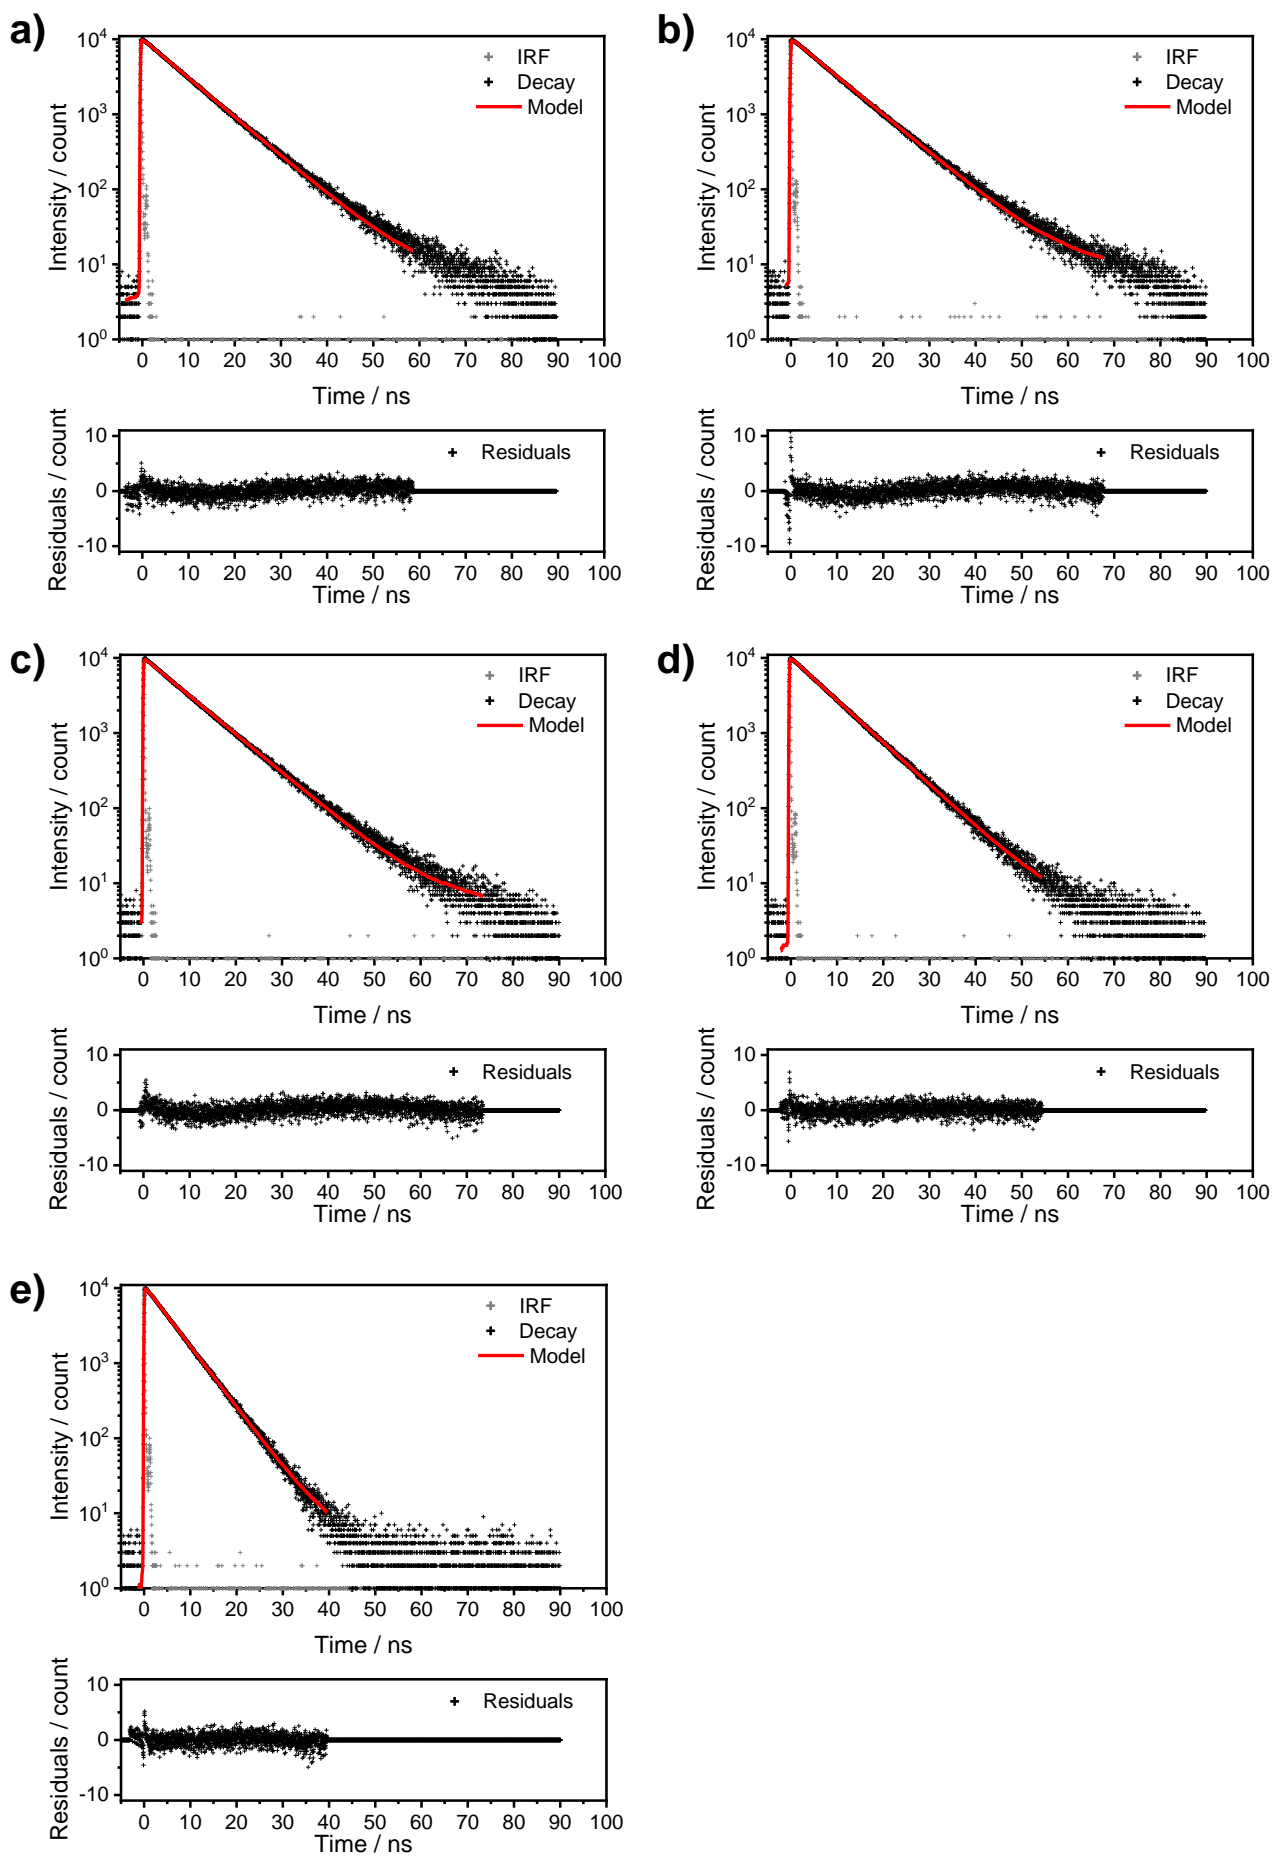 a)
10⁴
10³
10²
10¹
10⁰
Intensity / count
IRF
Decay
Model
0 10 20 30 40 50 60 70 80 90 100
Time / ns
10
0
-10
Residuals / count
Residuals
0 10 20 30 40 50 60 70 80 90 100
Time / ns
b)
10⁴
10³
10²
10¹
10⁰
Intensity / count
IRF
Decay
Model
0 10 20 30 40 50 60 70 80 90 100
Time / ns
10
0
-10
Residuals / count
Residuals
0 10 20 30 40 50 60 70 80 90 100
Time / ns
c)
10⁴
10³
10²
10¹
10⁰
Intensity / count
IRF
Decay
Model
0 10 20 30 40 50 60 70 80 90 100
Time / ns
10
0
-10
Residuals / count
Residuals
0 10 20 30 40 50 60 70 80 90 100
Time / ns
d)
10⁴
10³
10²
10¹
10⁰
Intensity / count
IRF
Decay
Model
0 10 20 30 40 50 60 70 80 90 100
Time / ns
10
0
-10
Residuals / count
Residuals
0 10 20 30 40 50 60 70 80 90 100
Time / ns
e)
10⁴
10³
10²
10¹
10⁰
Intensity / count
IRF
Decay
Model
0 10 20 30 40 50 60 70 80 90 100
Time / ns
10
0
-10
Residuals / count
Residuals
0 10 20 30 40 50 60 70 80 90 100
Time / ns